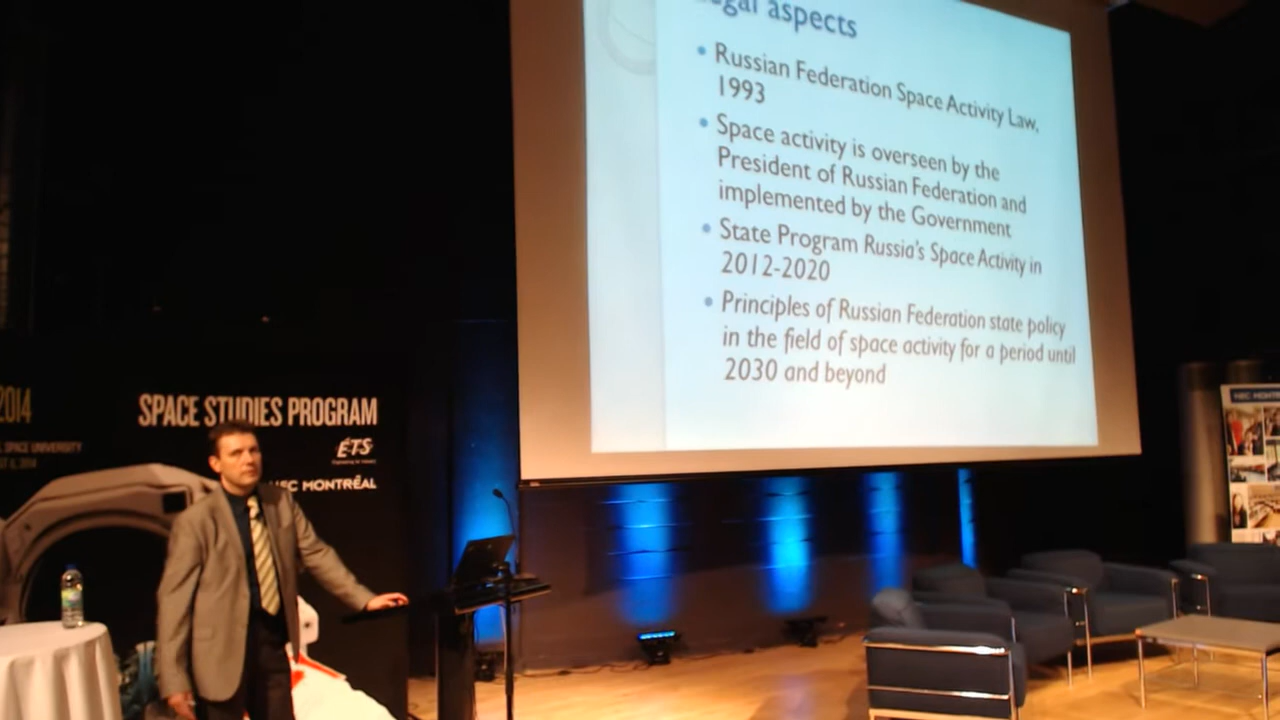 aspects
• Russian Federation Space Activity Law,
1993
• Space activity is overseen by the
President of Russian Federation and
implemented by the Government
• State Program Russia's Space Activity in
2012-2020
• Principles of Russian Federation state policy
in the field of space activity for a period until
2030 and beyond
2014
SPACE STUDIES PROGRAM
SPACE UNIVERSITY
ÉTS
HEC MONTRÉAL